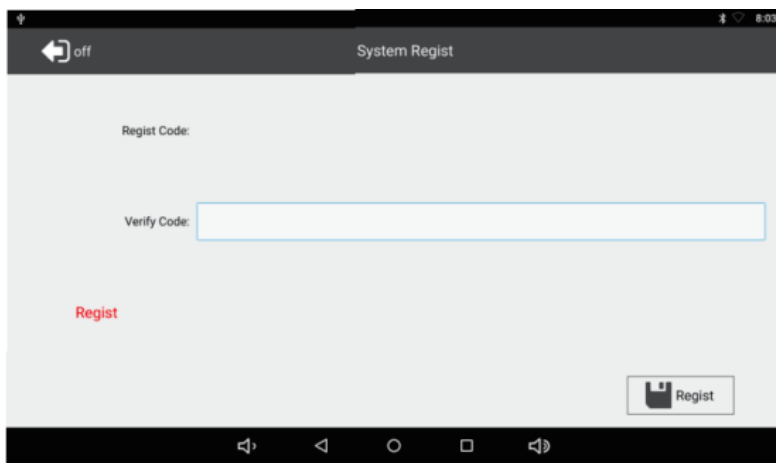 8:03
off
System Regist
Regist Code:
Verify Code:
Regist
Regist